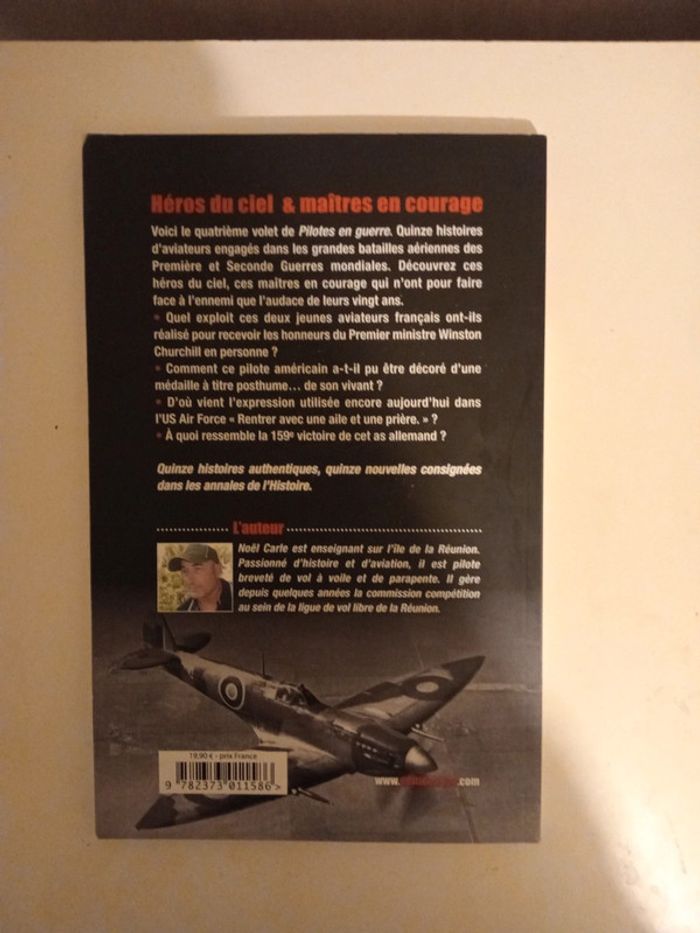 Héros du ciel & maîtres en courage
Voici le quatrième volet de Pilotes en guerre. Quinze histoires
d'aviateurs engagés dans les grandes batailles aériennes des
Première et Seconde Guerres mondiales. Découvrez ces
héros du ciel, ces maîtres en courage qui n'ont pour faire
face à l'ennemi que l'audace de leurs vingt ans.
• Quel exploit ces deux jeunes aviateurs français ont-ils
réalisé pour recevoir les honneurs du Premier ministre Winston
Churchill en personne ?
• Comment ce pilote américain a-t-il pu être décoré d'une
médaille à titre posthume... de son vivant ?
• D'où vient l'expression utilisée encore aujourd'hui dans
l'US Air Force « Rentrer avec une aile et une prière. » ?
• À quoi ressemble la 159e victoire de cet as allemand ?
Quinze histoires authentiques, quinze nouvelles consignées
dans les annales de l'Histoire.
L'auteur
Noël Carle est enseignant sur l'île de la Réunion.
Passionné d'histoire et d'aviation, il est pilote
breveté de vol à voile et de parapente. Il gère
depuis quelques années la commission compétition
au sein de la ligue de vol libre de la Réunion.
19,90 € - prix France
9 782373 011586 >
www. .com